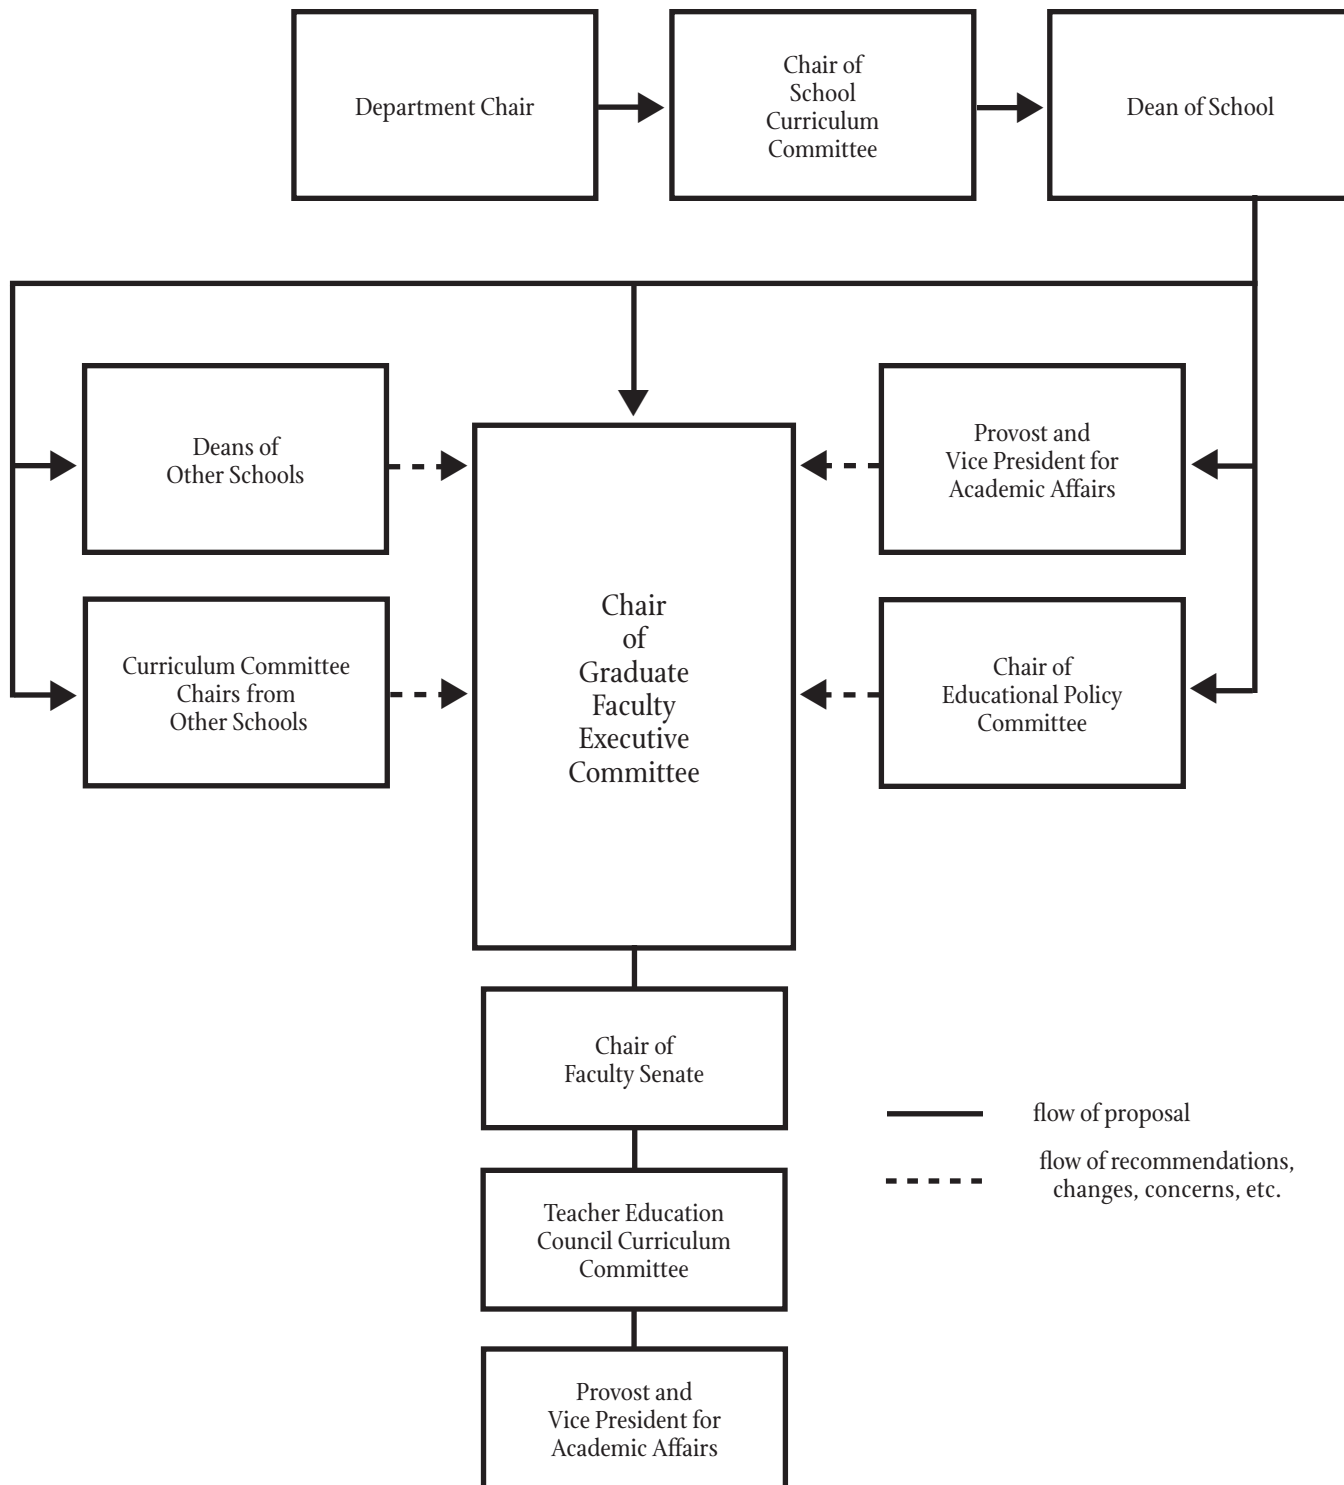 Department Chair
Chair of
School
Curriculum
Committee
Dean of School
Deans of
Other Schools
Provost and
Vice President for
Academic Affairs
Curriculum Committee
Chairs from
Other Schools
Chair
of
Graduate
Faculty
Executive
Committee
Chair of
Educational Policy
Committee
Chair of
Faculty Senate
flow of proposal
flow of recommendations,
changes, concerns, etc.
Teacher Education
Council Curriculum
Committee
Provost and
Vice President for
Academic Affairs